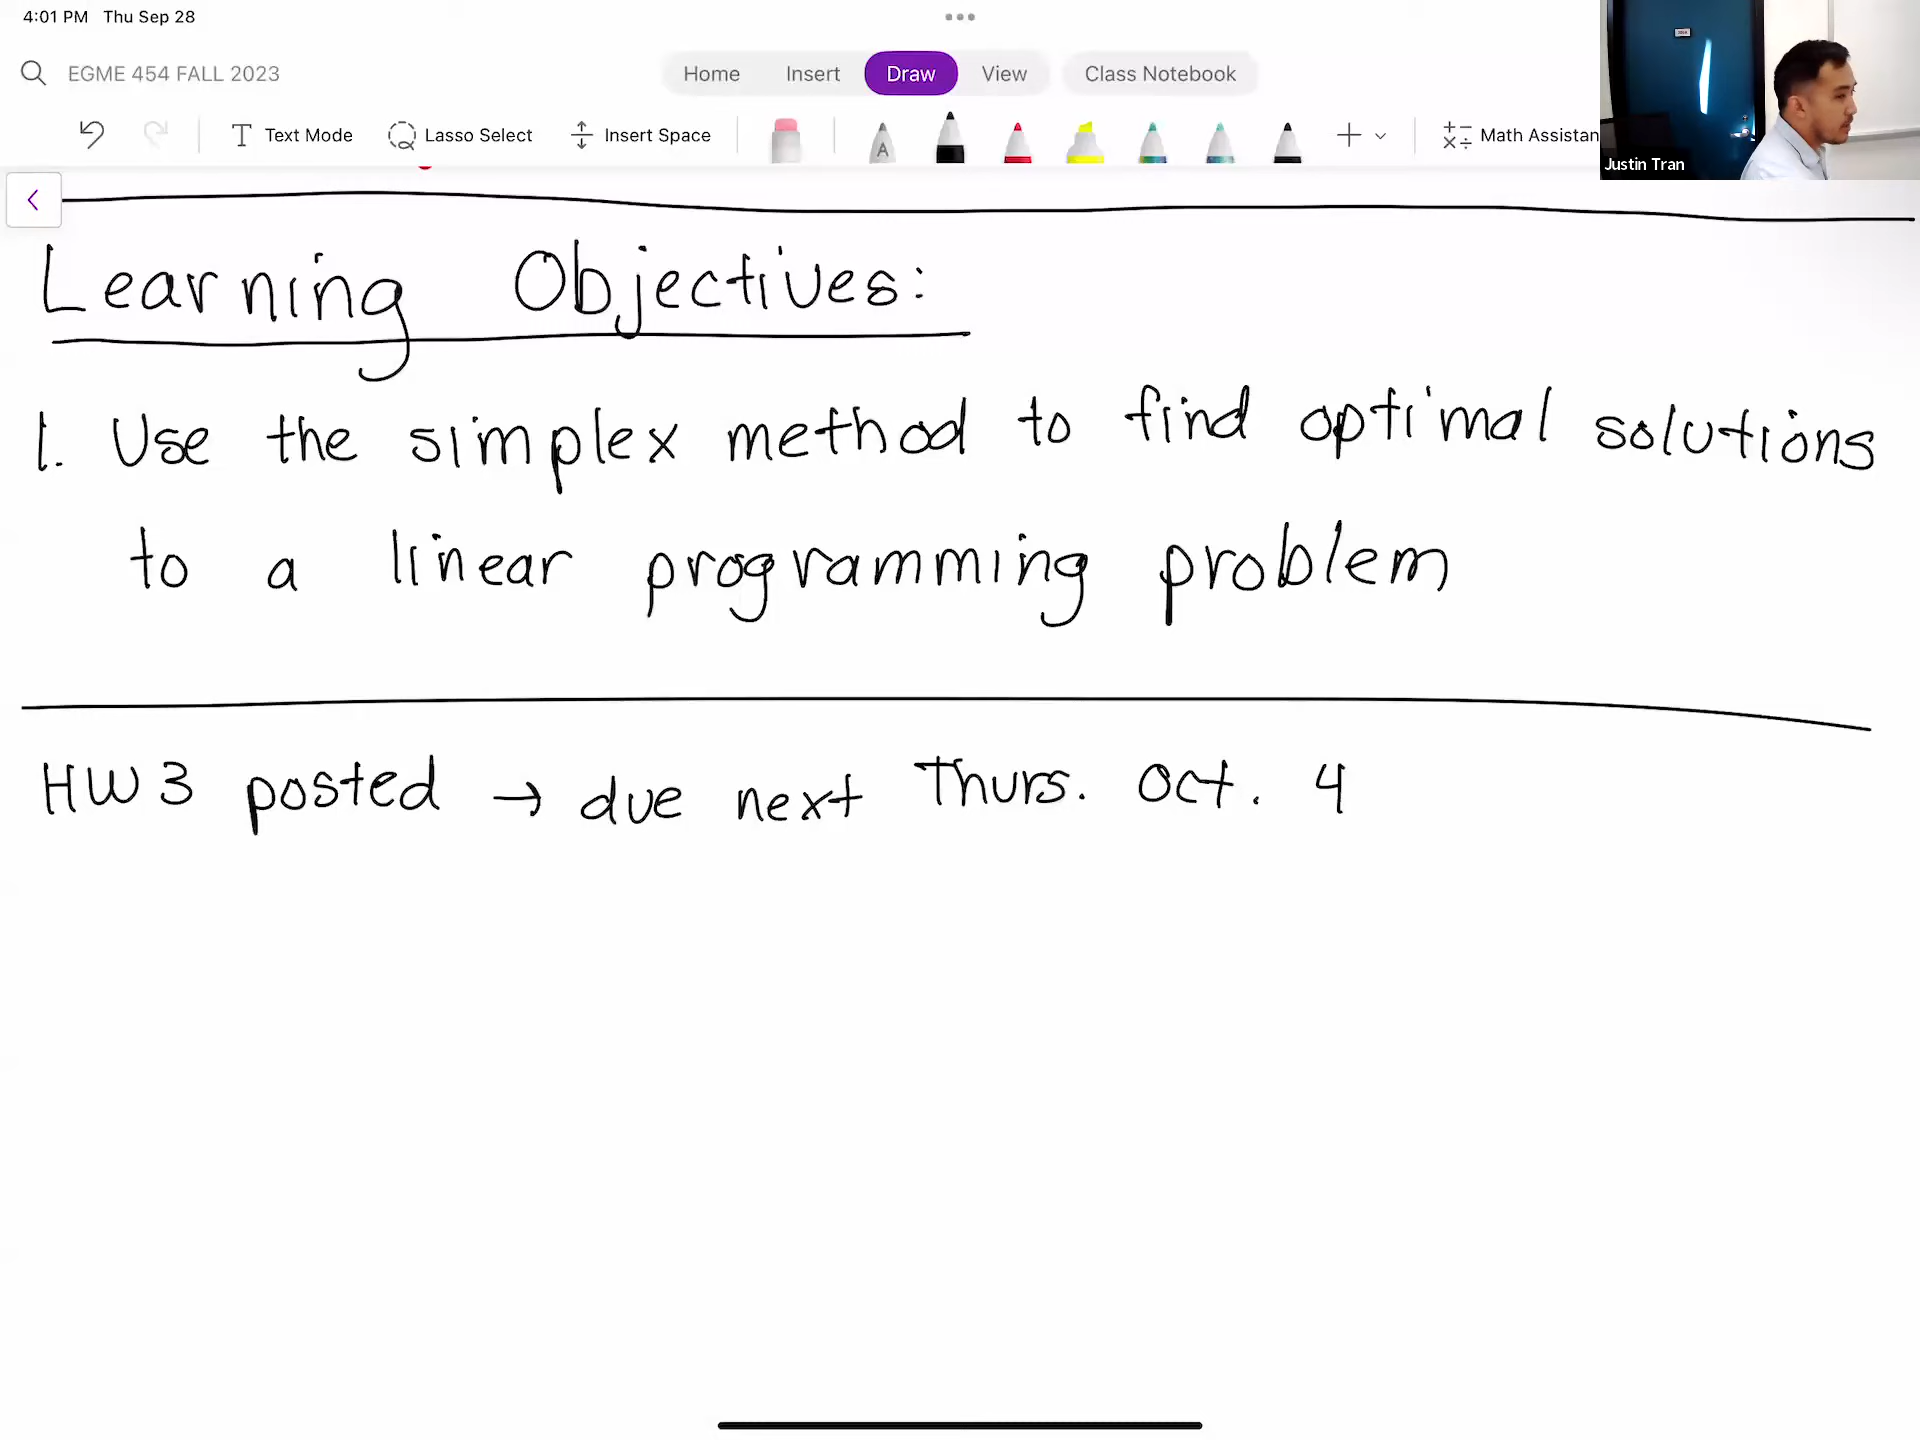 4:01 PM Thu Sep 28
EGME 454 FALL 2023
Home Insert Draw View Class Notebook
Text Mode Lasso Select Insert Space A Math Assistan
Justin Tran
Learning Objectives:
1. Use the simplex method to find optimal solutions
to a linear programming problem
HW 3 posted → due next Thurs. Oct. 4